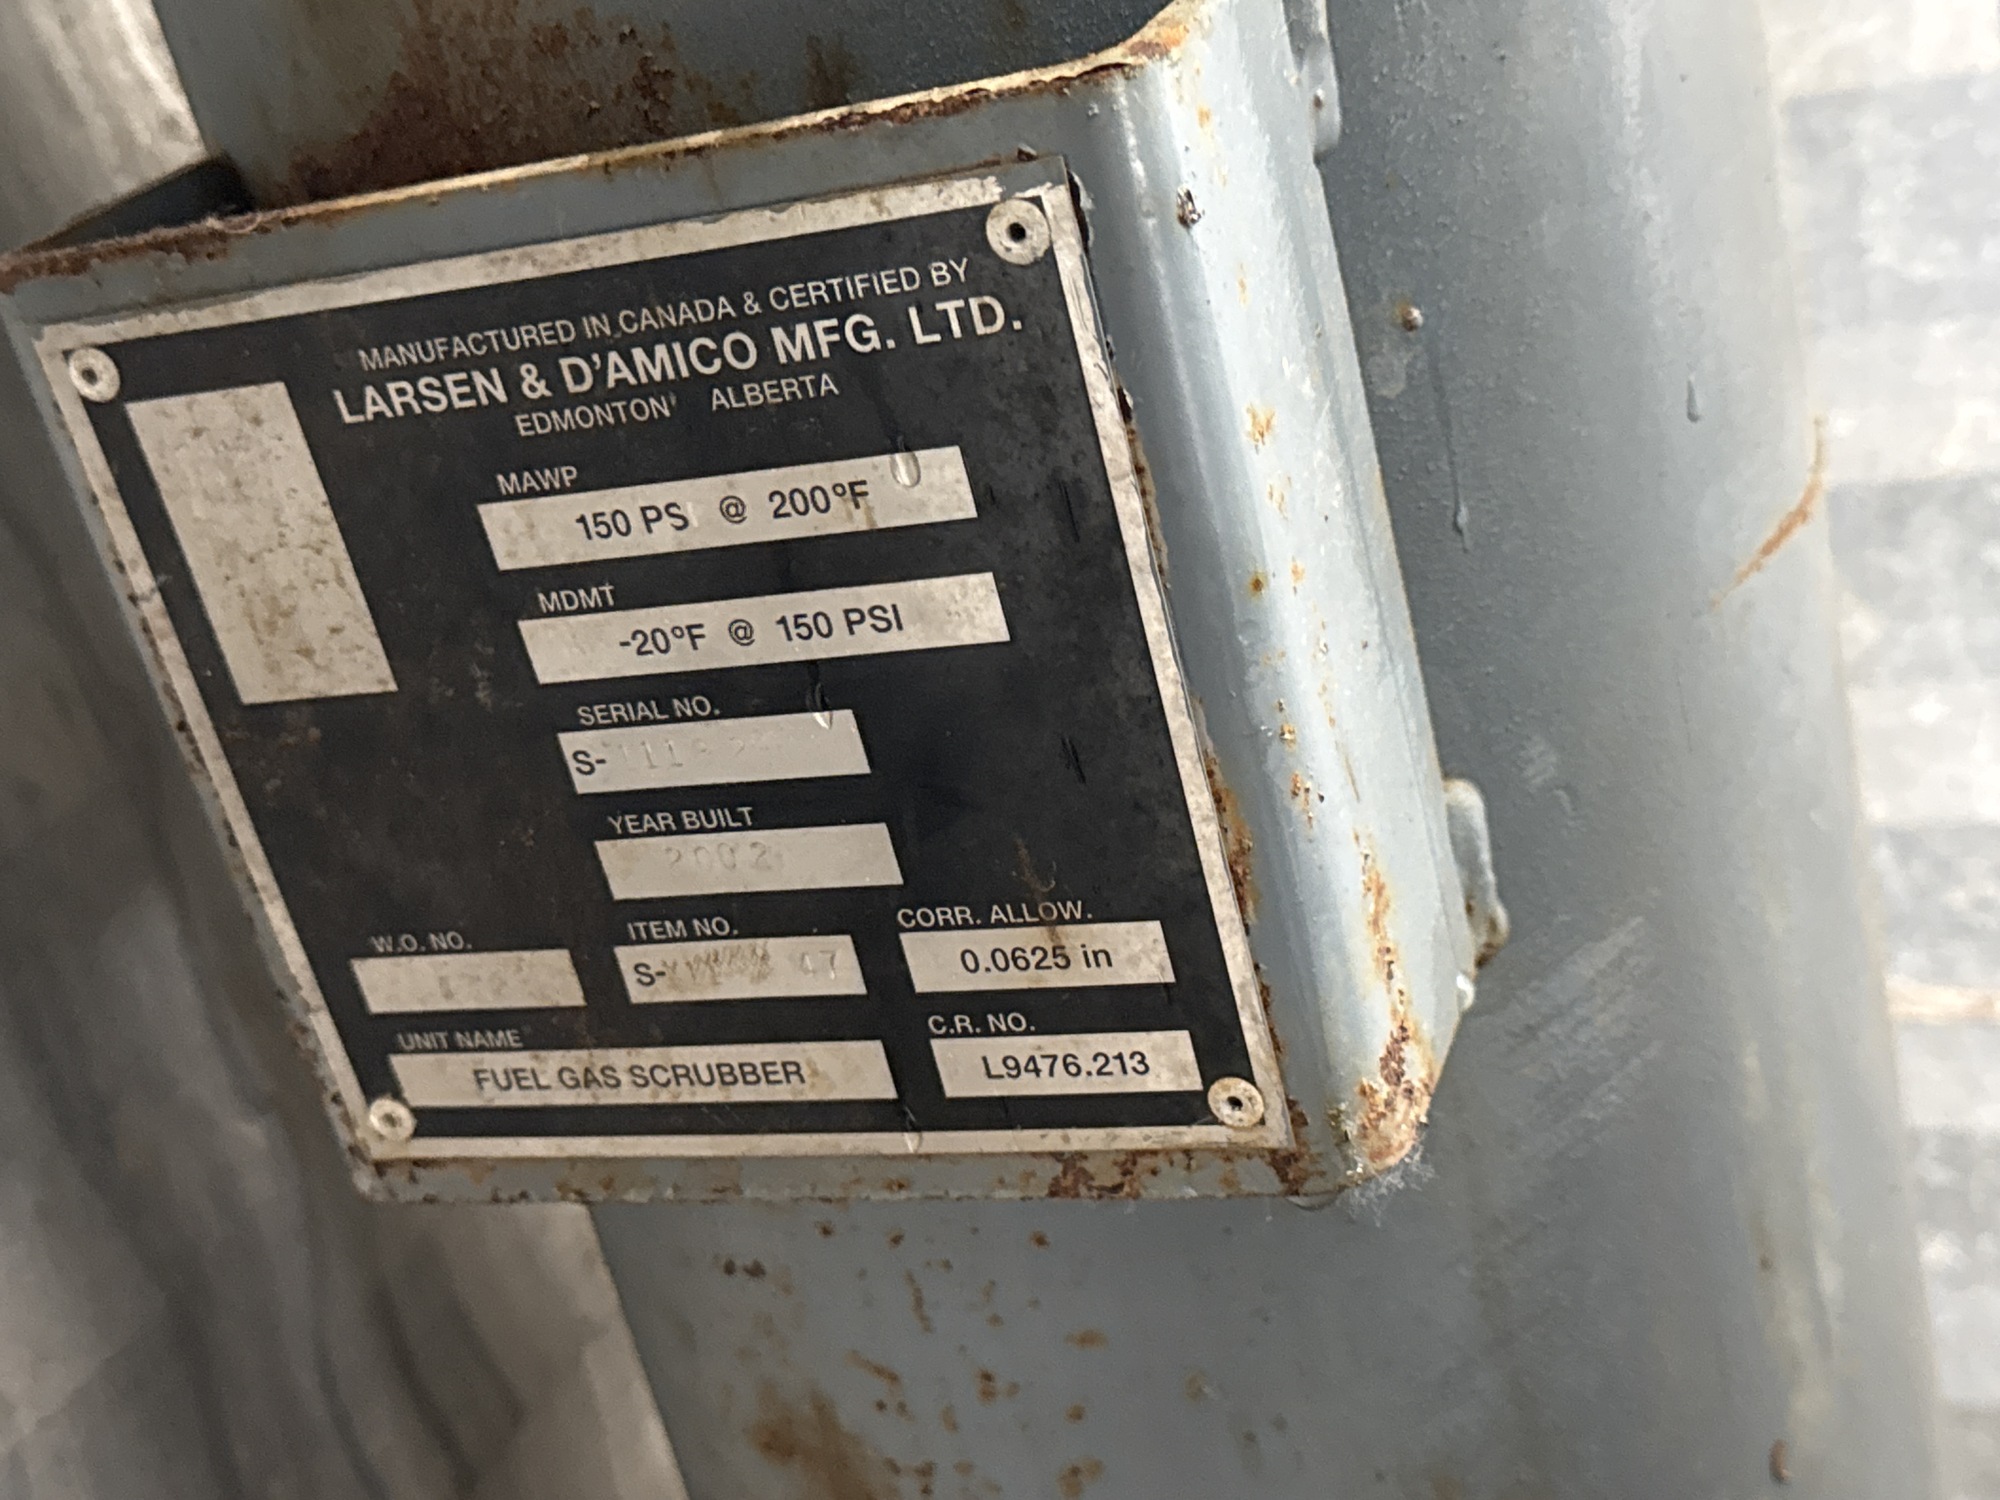 MANUFACTURED IN CANADA & CERTIFIED BY
LARSEN & D'AMICO MFG. LTD.
EDMONTON ALBERTA
MAWP
150 PSI @ 200°F
MDMT
-20°F @ 150 PSI
SERIAL NO.
S-
YEAR BUILT
2002
W.O. NO.
ITEM NO.
S- 47
CORR. ALLOW.
0.0625 in
UNIT NAME
FUEL GAS SCRUBBER
C.R. NO.
L9476.213